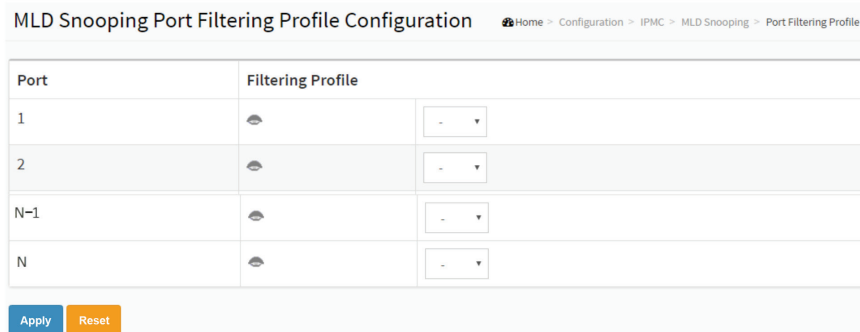 MLD Snooping Port Filtering Profile Configuration
Home > Configuration > IPMC > MLD Snooping > Port Filtering Profile
Port Filtering Profile
1 -
2 -
N-1 -
N -
Apply Reset